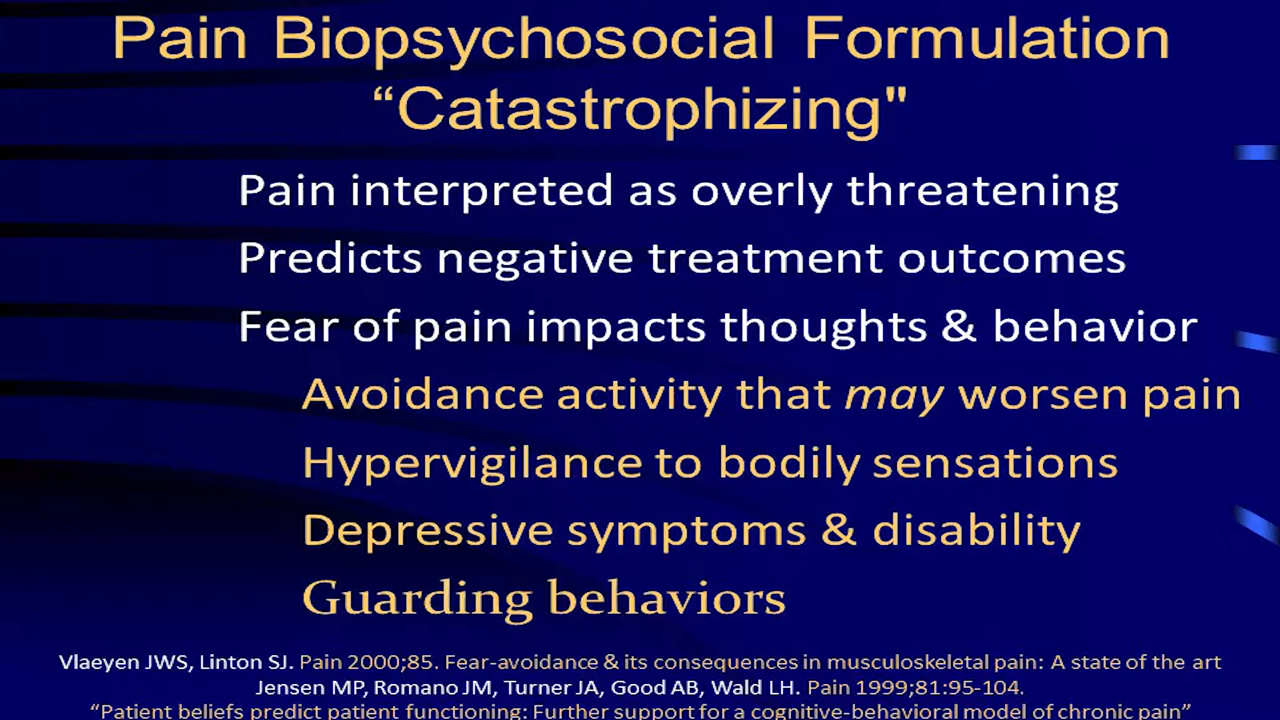 Pain Biopsychosocial Formulation
“Catastrophizing"
Pain interpreted as overly threatening
Predicts negative treatment outcomes
Fear of pain impacts thoughts & behavior
Avoidance activity that may worsen pain
Hypervigilance to bodily sensations
Depressive symptoms & disability
Guarding behaviors
Vlaeyen JWS, Linton SJ. Pain 2000;85. Fear-avoidance & its consequences in musculoskeletal pain: A state of the art
Jensen MP, Romano JM, Turner JA, Good AB, Wald LH. Pain 1999;81:95-104.
“Patient beliefs predict patient functioning: Further support for a cognitive-behavioral model of chronic pain”